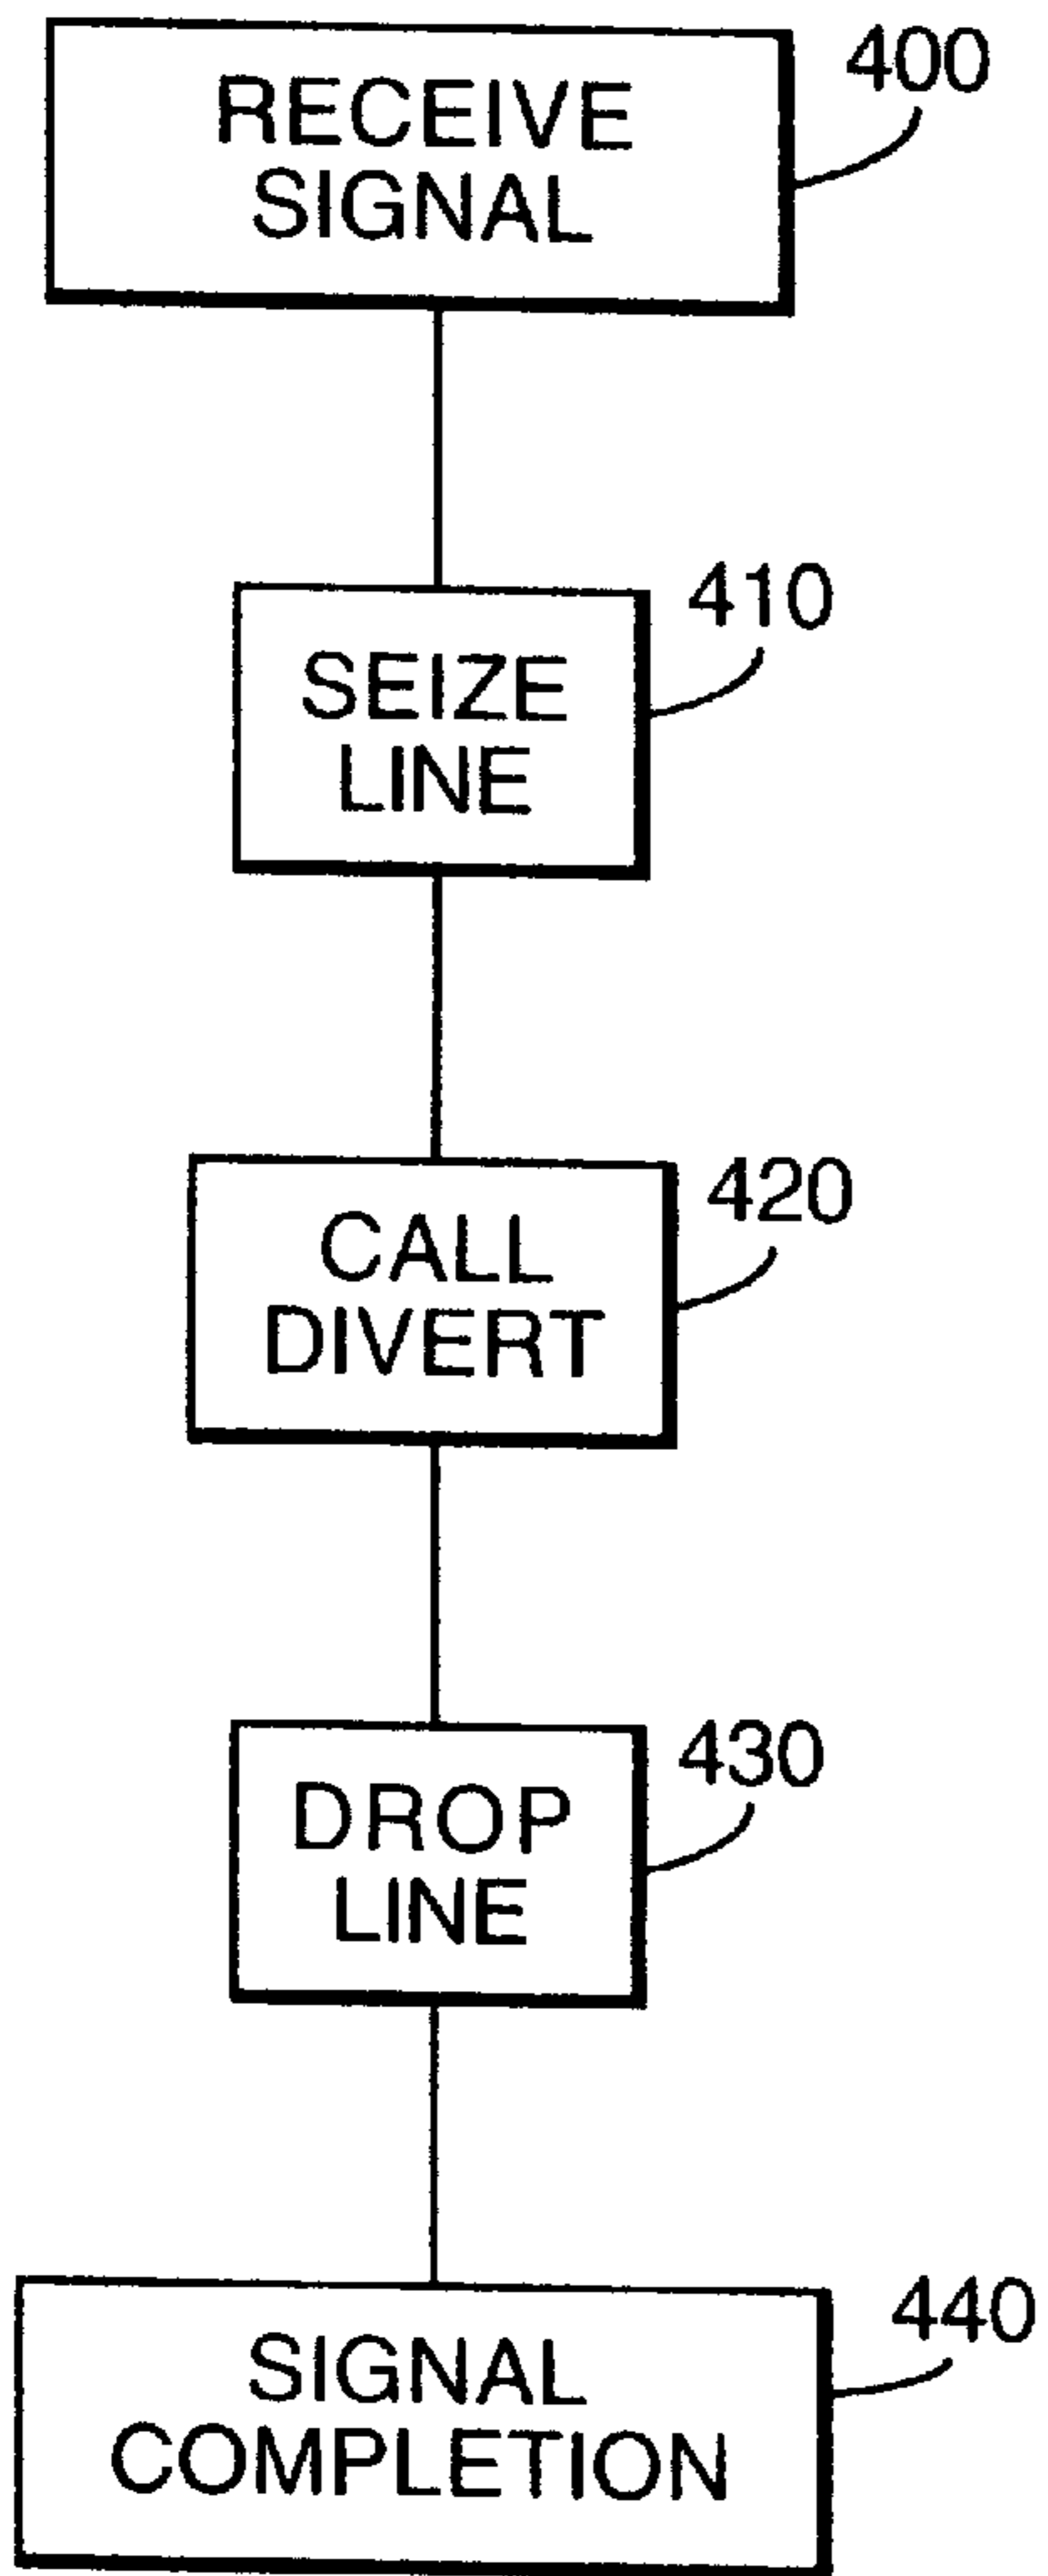 400
RECEIVE
SIGNAL
410
SEIZE
LINE
420
CALL
DIVERT
430
DROP
LINE
440
SIGNAL
COMPLETION